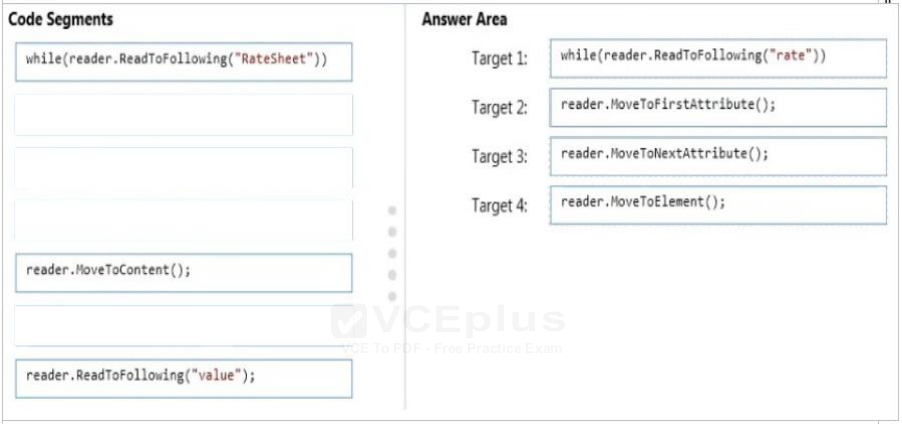 Code Segments
while(reader.ReadToFollowing("RateSheet"))
reader.MoveToContent();
reader.ReadToFollowing("value");
Answer Area
Target 1:
while(reader.ReadToFollowing("rate"))
Target 2:
reader.MoveToFirstAttribute();
Target 3:
reader.MoveToNextAttribute();
Target 4:
reader.MoveToElement();
VCEplus
VCE To PDF - Free Practice Exam